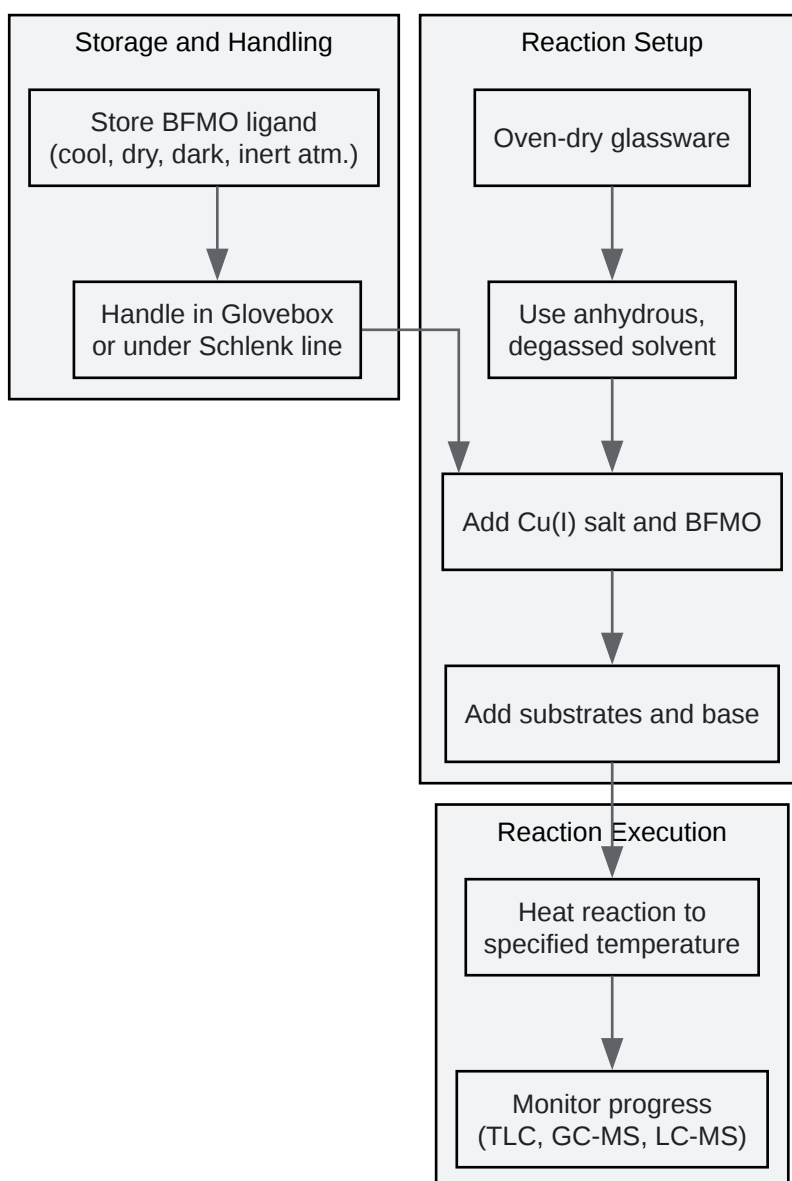 Storage and Handling
Store BFMO ligand
(cool, dry, dark, inert atm.)
Handle in Glovebox
or under Schlenk line
Reaction Setup
Oven-dry glassware
Use anhydrous,
degassed solvent
Add Cu(I) salt and BFMO
Add substrates and base
Reaction Execution
Heat reaction to
specified temperature
Monitor progress
(TLC, GC-MS, LC-MS)